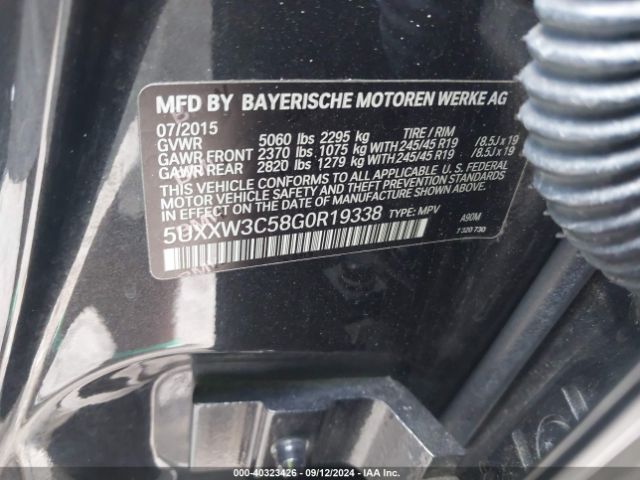 MFD BY BAYERISCHE MOTOREN WERKE AG
07/2015
GVWR 5060 lbs 2295 kg TIRE / RIM
GAWR FRONT 2370 lbs 1075 kg WITH 245/45 R19 /8.5J x 19
GAWR REAR 2820 lbs 1279 kg WITH 245/45 R19 /8.5J x 19
THIS VEHICLE CONFORMS TO ALL APPLICABLE U.S. FEDERAL
MOTOR VEHICLE SAFETY AND THEFT PREVENTION STANDARDS
IN EFFECT ON THE DATE OF MANUFACTURE SHOWN ABOVE.
5UXXW3C58G0R19338 TYPE: MPV A90M
7 320 730
000-40323426 - 09/12/2024 - IAA Inc.